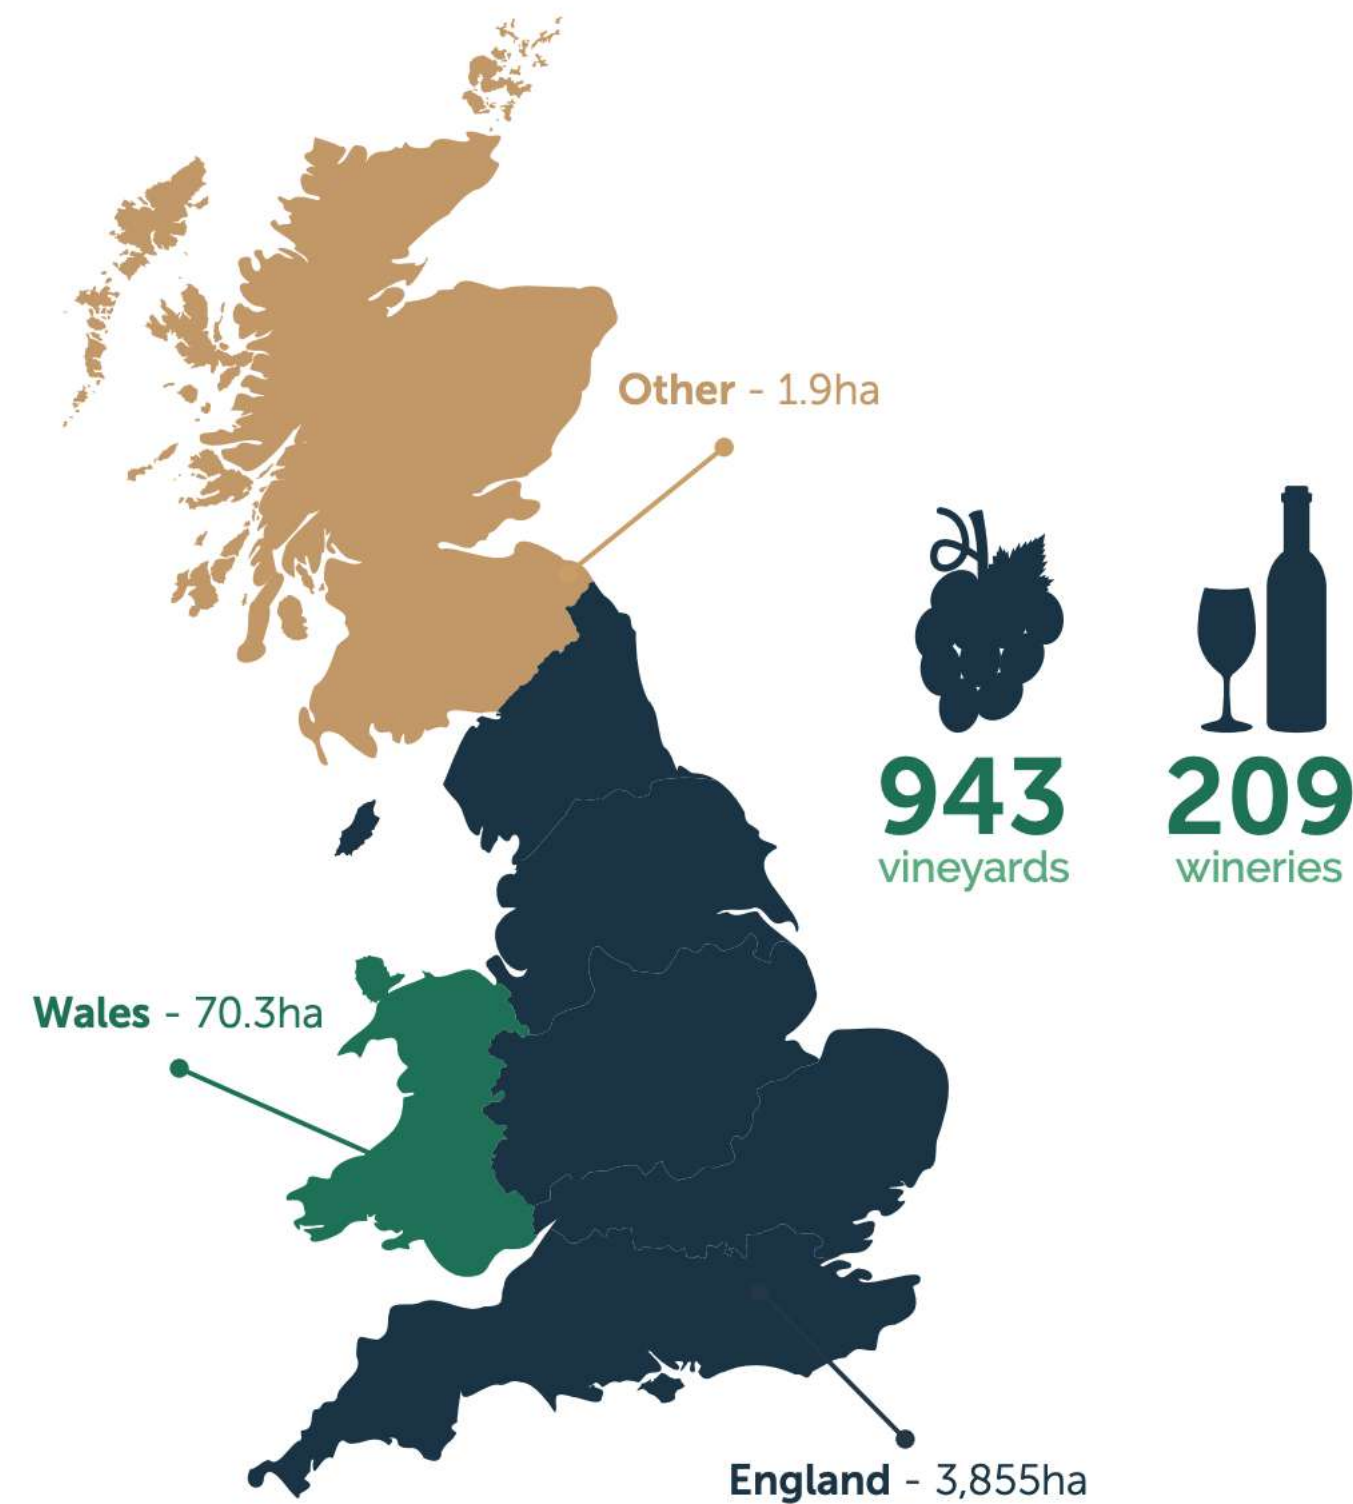 Other - 1.9ha
943
vineyards
209
wineries
Wales - 70.3ha
England - 3,855ha